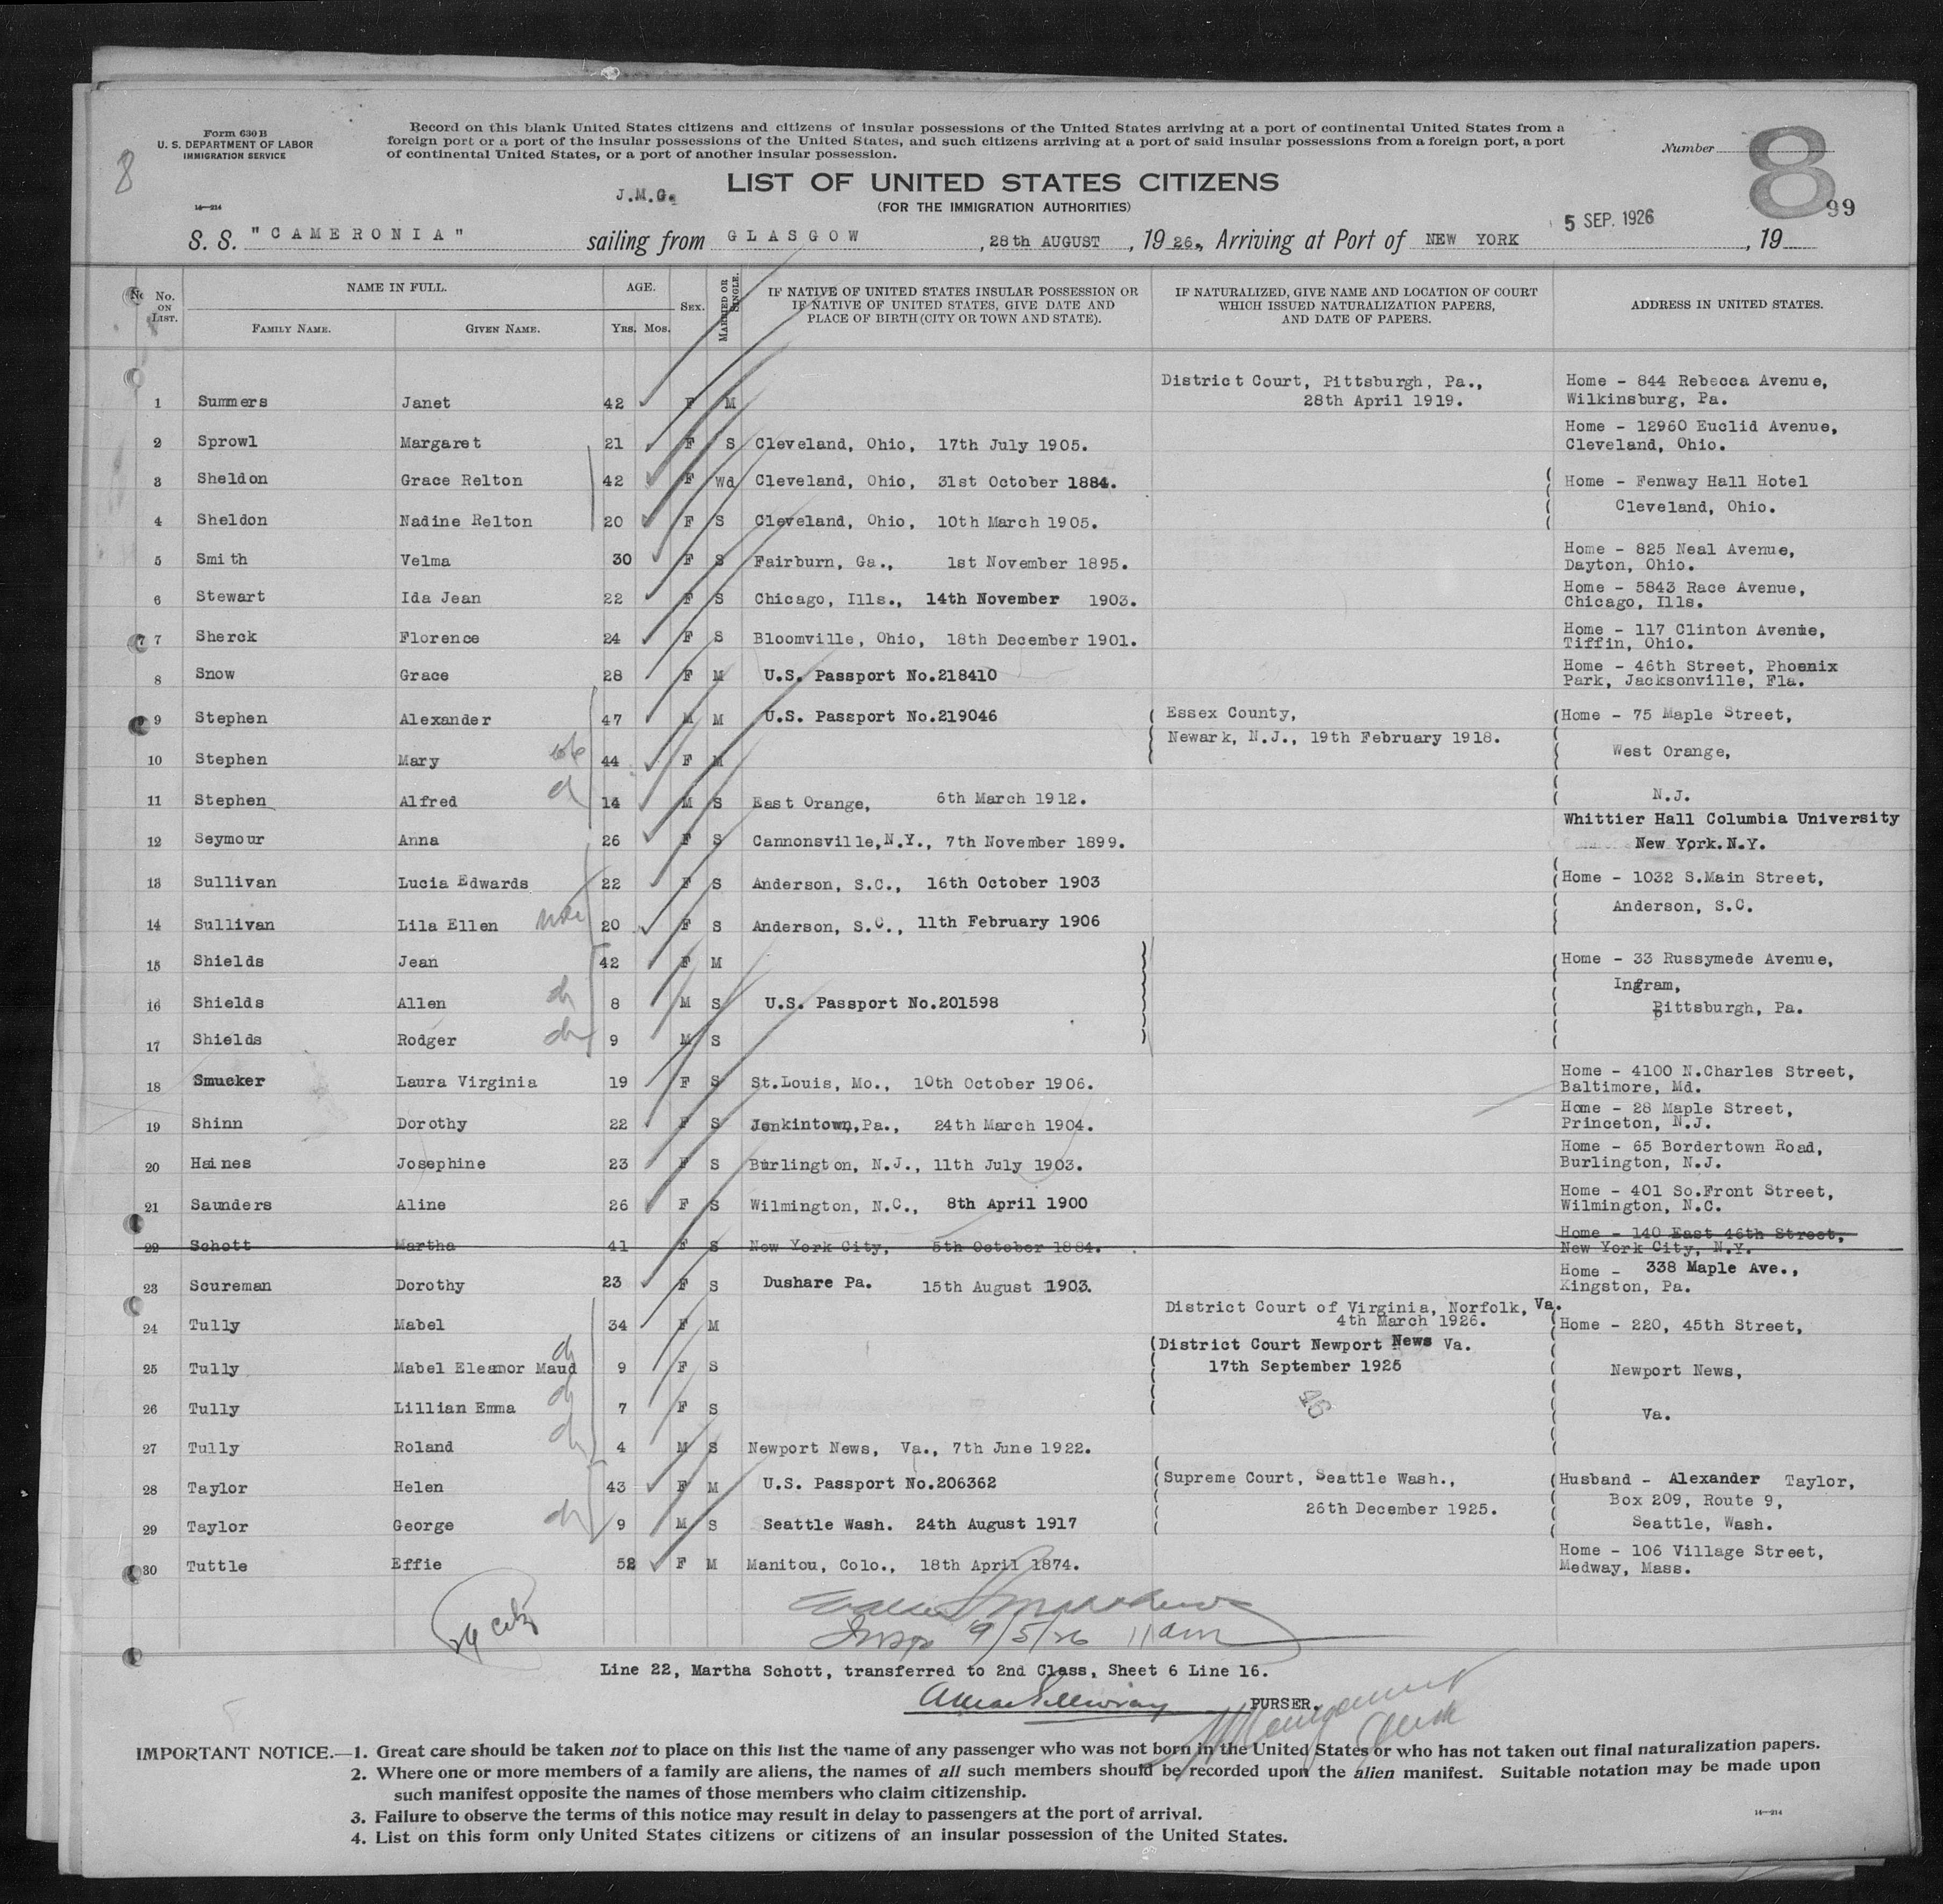 Form 630 B
U. S. DEPARTMENT OF LABOR
IMMIGRATION SERVICE
8
14—214
Record on this blank United States citizens and citizens of insular possessions of the United States arriving at a port of continental United States from a
foreign port or a port of the insular possessions of the United States, and such citizens arriving at a port of said insular possessions from a foreign port, a port
of continental United States, or a port of another insular possession.
Number
8
99
J.M.G.
LIST OF UNITED STATES CITIZENS
(FOR THE IMMIGRATION AUTHORITIES)
S. S. "CAMERONIA" sailing from GLASGOW, 28th AUGUST, 1926., Arriving at Port of NEW YORK 5 SEP. 1926, 19
No. ON LIST. NAME IN FULL. AGE. SEX. MARRIED OR SINGLE. IF NATIVE OF UNITED STATES INSULAR POSSESSION OR IF NATIVE OF UNITED STATES, GIVE DATE AND PLACE OF BIRTH (CITY OR TOWN AND STATE). IF NATURALIZED, GIVE NAME AND LOCATION OF COURT WHICH ISSUED NATURALIZATION PAPERS, AND DATE OF PAPERS. ADDRESS IN UNITED STATES.
FAMILY NAME. GIVEN NAME. YRS. MOS.
1 Summers Janet 42 F M District Court, Pittsburgh, Pa., 28th April 1919. Home - 844 Rebecca Avenue, Wilkinsburg, Pa.
2 Sprowl Margaret 21 F S Cleveland, Ohio, 17th July 1905. Home - 12960 Euclid Avenue, Cleveland, Ohio.
3 Sheldon Grace Relton 42 F Wd Cleveland, Ohio, 31st October 1884. Home - Fenway Hall Hotel
4 Sheldon Nadine Relton 20 F S Cleveland, Ohio, 10th March 1905. Cleveland, Ohio.
5 Smith Velma 30 F S Fairburn, Ga., 1st November 1895. Home - 825 Neal Avenue, Dayton, Ohio.
6 Stewart Ida Jean 22 F S Chicago, Ills., 14th November 1903. Home - 5843 Race Avenue, Chicago, Ills.
7 7 Sherck Florence 24 F S Bloomville, Ohio, 18th December 1901. Home - 117 Clinton Avenue, Tiffin, Ohio.
8 Snow Grace 28 F M U.S. Passport No.218410 Home - 46th Street, Phoenix Park, Jacksonville, Fla.
9 Stephen Alexander 47 M M U.S. Passport No.219046 Essex County, Home - 75 Maple Street,
10 Stephen Mary wife 44 F M Newark, N.J., 19th February 1918. West Orange,
11 Stephen Alfred 14 M S East Orange, 6th March 1912. N.J.
12 Seymour Anna 26 F S Cannonsville, N.Y., 7th November 1899. Whittier Hall Columbia University New York.N.Y.
13 Sullivan Lucia Edwards 22 F S Anderson, S.C., 16th October 1903 Home - 1032 S.Main Street,
14 Sullivan Lila Ellen 20 F S Anderson, S.C., 11th February 1906 Anderson, S.C.
15 Shields Jean 42 F M Home - 33 Russymede Avenue,
16 Shields Allen ch 8 M S U.S. Passport No.201598 Ingram,
17 Shields Rodger ch 9 M S Pittsburgh, Pa.
18 Smucker Laura Virginia 19 F S St.Louis, Mo., 10th October 1906. Home - 4100 N.Charles Street, Baltimore, Md.
19 Shinn Dorothy 22 F S Jenkintown,Pa., 24th March 1904. Home - 28 Maple Street, Princeton, N.J.
20 Haines Josephine 23 F S Burlington, N.J., 11th July 1903. Home - 65 Bordertown Road, Burlington, N.J.
21 Saunders Aline 26 F S Wilmington, N.C., 8th April 1900 Home - 401 So.Front Street, Wilmington, N.C.
22 Schott Martha 41 F S New York City, 5th October 1884. Home - 140 East 46th Street, New York City, N.Y.
23 Scureman Dorothy 23 F S Dushare Pa. 15th August 1903. Home - 338 Maple Ave., Kingston, Pa.
24 Tully Mabel 34 F M District Court of Virginia, Norfolk, Va. 4th March 1926. Home - 220, 45th Street,
25 Tully Mabel Eleanor Maud ch 9 F S District Court Newport News Va. 17th September 1925 Newport News,
26 Tully Lillian Emma ch 7 F S Va.
27 Tully Roland ch 4 M S Newport News, Va., 7th June 1922.
28 Taylor Helen 43 F M U.S. Passport No.206362 Supreme Court, Seattle Wash., Husband - Alexander Taylor,
26th December 1925. Box 209, Route 9,
29 Taylor George ch 9 M S Seattle Wash. 24th August 1917 Seattle, Wash.
30 Tuttle Effie 52 F M Manitou, Colo., 18th April 1874. Home - 106 Village Street, Medway, Mass.
Insp 9/5/26 11am
Line 22, Martha Schott, transferred to 2nd Class, Sheet 6 Line 16.
PURSER.
IMPORTANT NOTICE.—1. Great care should be taken not to place on this list the name of any passenger who was not born in the United States or who has not taken out final naturalization papers.
2. Where one or more members of a family are aliens, the names of all such members should be recorded upon the alien manifest. Suitable notation may be made upon
such manifest opposite the names of those members who claim citizenship.
3. Failure to observe the terms of this notice may result in delay to passengers at the port of arrival.
4. List on this form only United States citizens or citizens of an insular possession of the United States.
14—214